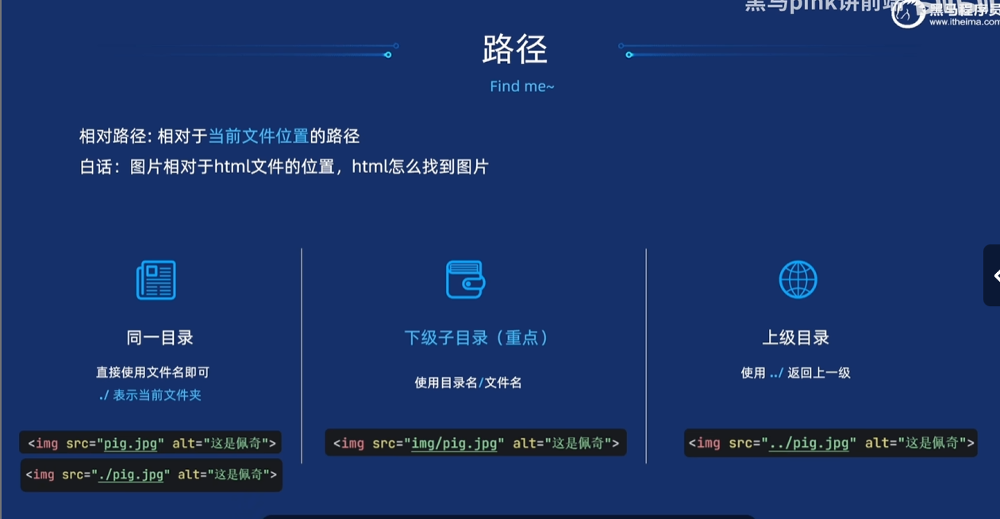 黑马pink讲前端
黑马程序员
www.itheima.com
路径
Find me~
相对路径: 相对于当前文件位置的路径
白话：图片相对于html文件的位置，html怎么找到图片
同一目录
直接使用文件名即可
./ 表示当前文件夹
<img src="pig.jpg" alt="这是佩奇">
<img src="./pig.jpg" alt="这是佩奇">
下级子目录（重点）
使用目录名/文件名
<img src="img/pig.jpg" alt="这是佩奇">
上级目录
使用 ../ 返回上一级
<img src="../pig.jpg" alt="这是佩奇">